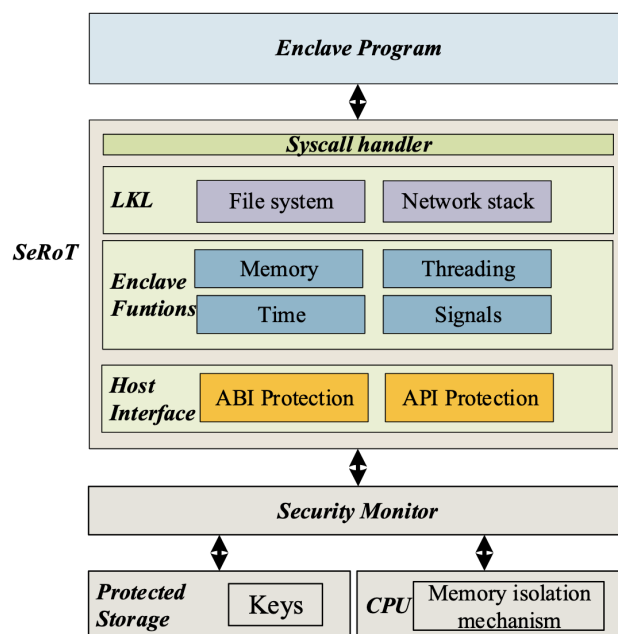 Enclave Program
Syscall handler
LKL
File system
Network stack
SeRoT
Enclave
Funtions
Memory
Threading
Time
Signals
Host
Interface
ABI Protection
API Protection
Security Monitor
Protected
Storage
Keys
CPU
Memory isolation
mechanism